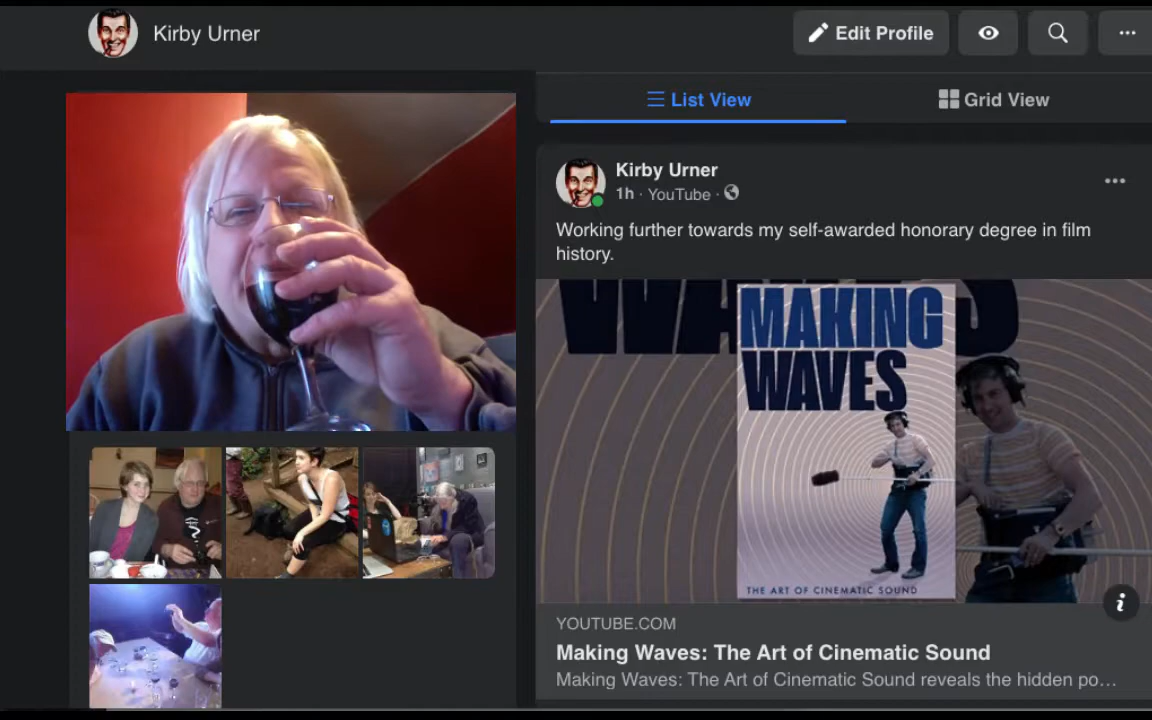 Kirby Urner
Edit Profile
List View
Grid View
Kirby Urner
1h · YouTube ·
Working further towards my self-awarded honorary degree in film
history.
MAKING
WAVES
THE ART OF CINEMATIC SOUND
YOUTUBE.COM
Making Waves: The Art of Cinematic Sound
Making Waves: The Art of Cinematic Sound reveals the hidden po...